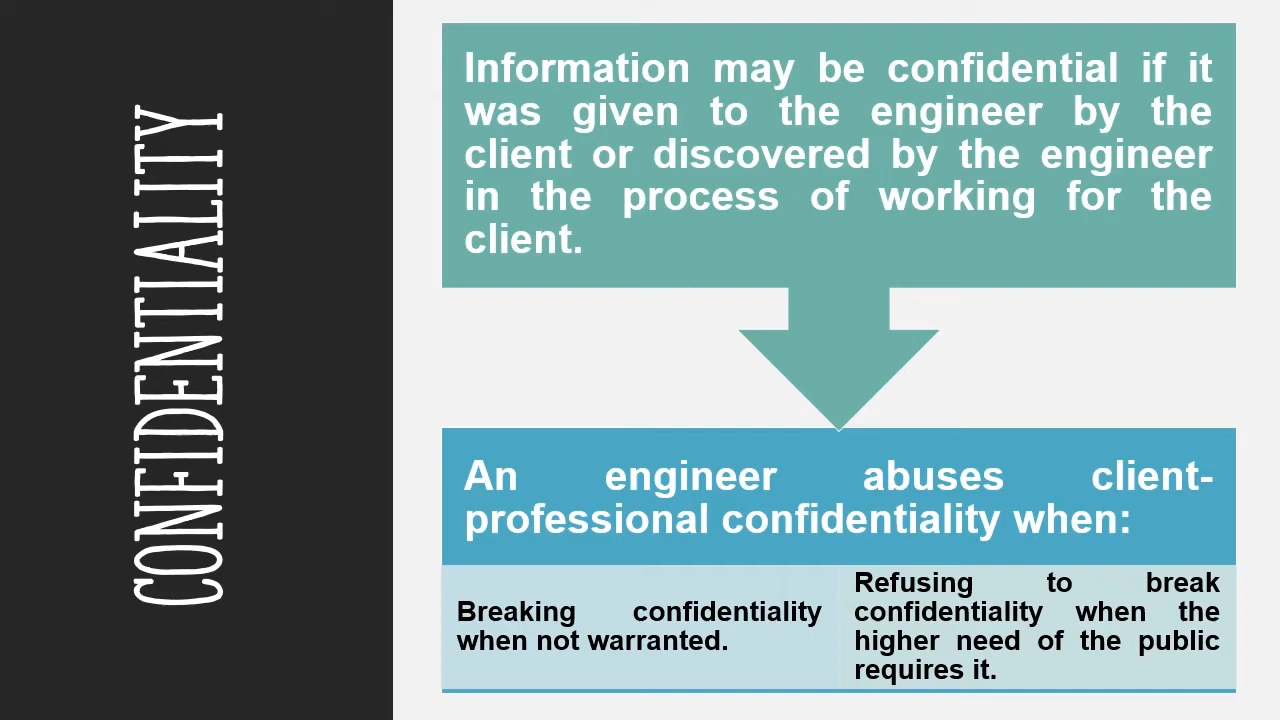 CONFIDENTIALITY
Information may be confidential if it
was given to the engineer by the
client or discovered by the engineer
in the process of working for the
client.
An engineer abuses client-
professional confidentiality when:
Breaking confidentiality
when not warranted.
Refusing to break
confidentiality when the
higher need of the public
requires it.